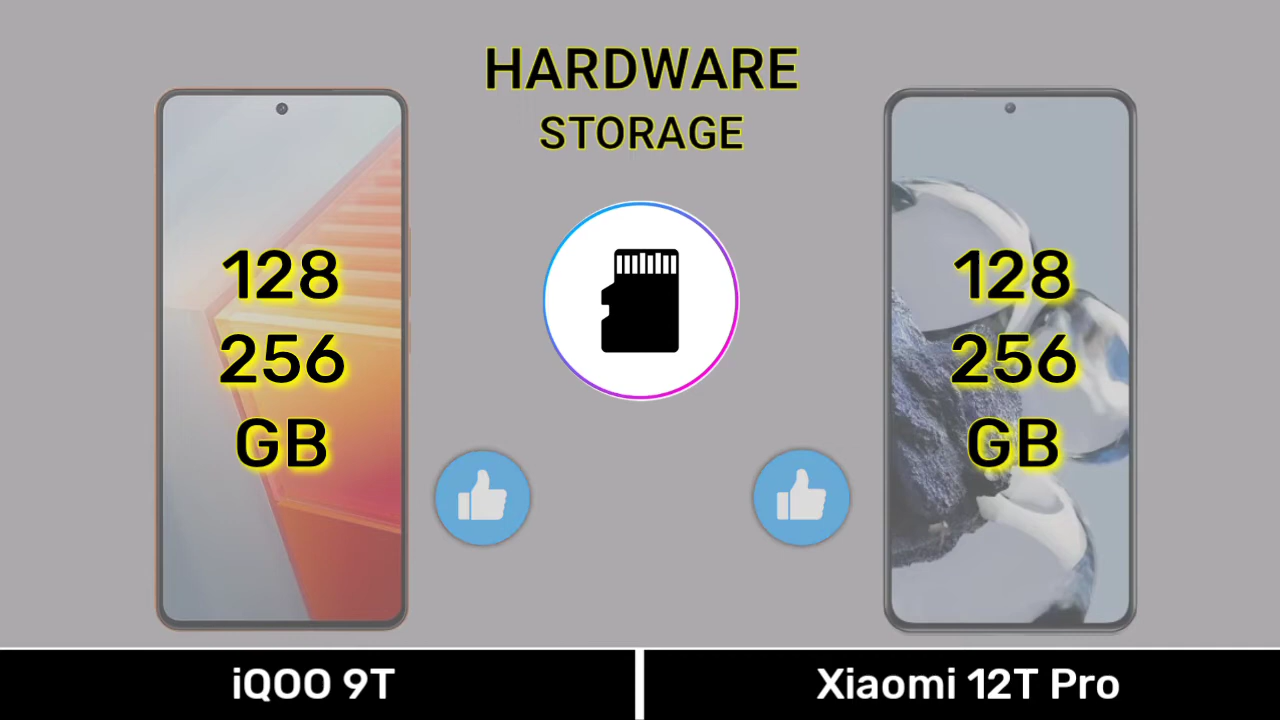 HARDWARE
STORAGE
128
256
GB
128
256
GB
iQOO 9T
Xiaomi 12T Pro